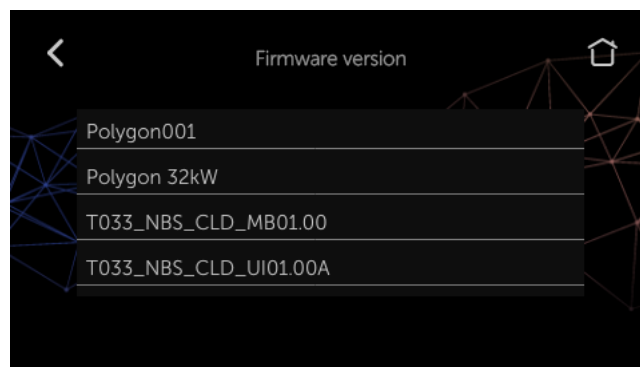 Firmware version
Polygon001
Polygon 32kW
T033_NBS_CLD_MB01.00
T033_NBS_CLD_UI01.00A